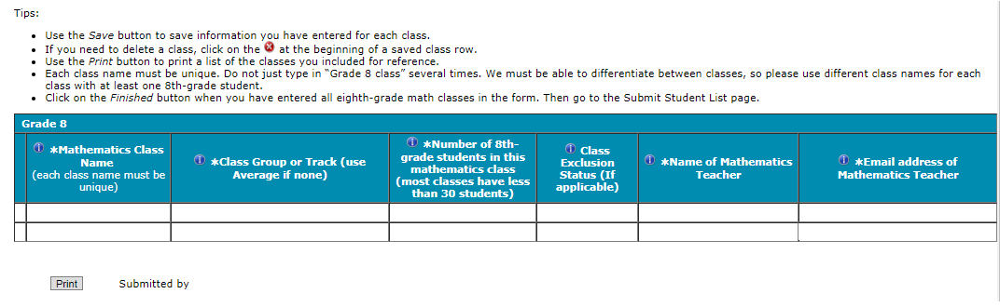 Tips:
Use the Save button to save information you have entered for each class.
If you need to delete a class, click on the at the beginning of a saved class row.
Use the Print button to print a list of the classes you included for reference.
Each class name must be unique. Do not just type in "Grade 8 class" several times. We must be able to differentiate between classes, so please use different class names for each
class with at least one 8th-grade student.
Click on the Finished button when you have entered all eighth-grade math classes in the form. Then go to the Submit Student List page.
Grade 8
*Mathematics Class
Name
(each class name must be
unique)
*Class Group or Track (use
Average if none)
*Number of 8th-
grade students in this
mathematics class
(most classes have less
than 30 students)
Class
Exclusion
Status (If
applicable)
*Name of Mathematics
Teacher
*Email address of
Mathematics Teacher
Print
Submitted by